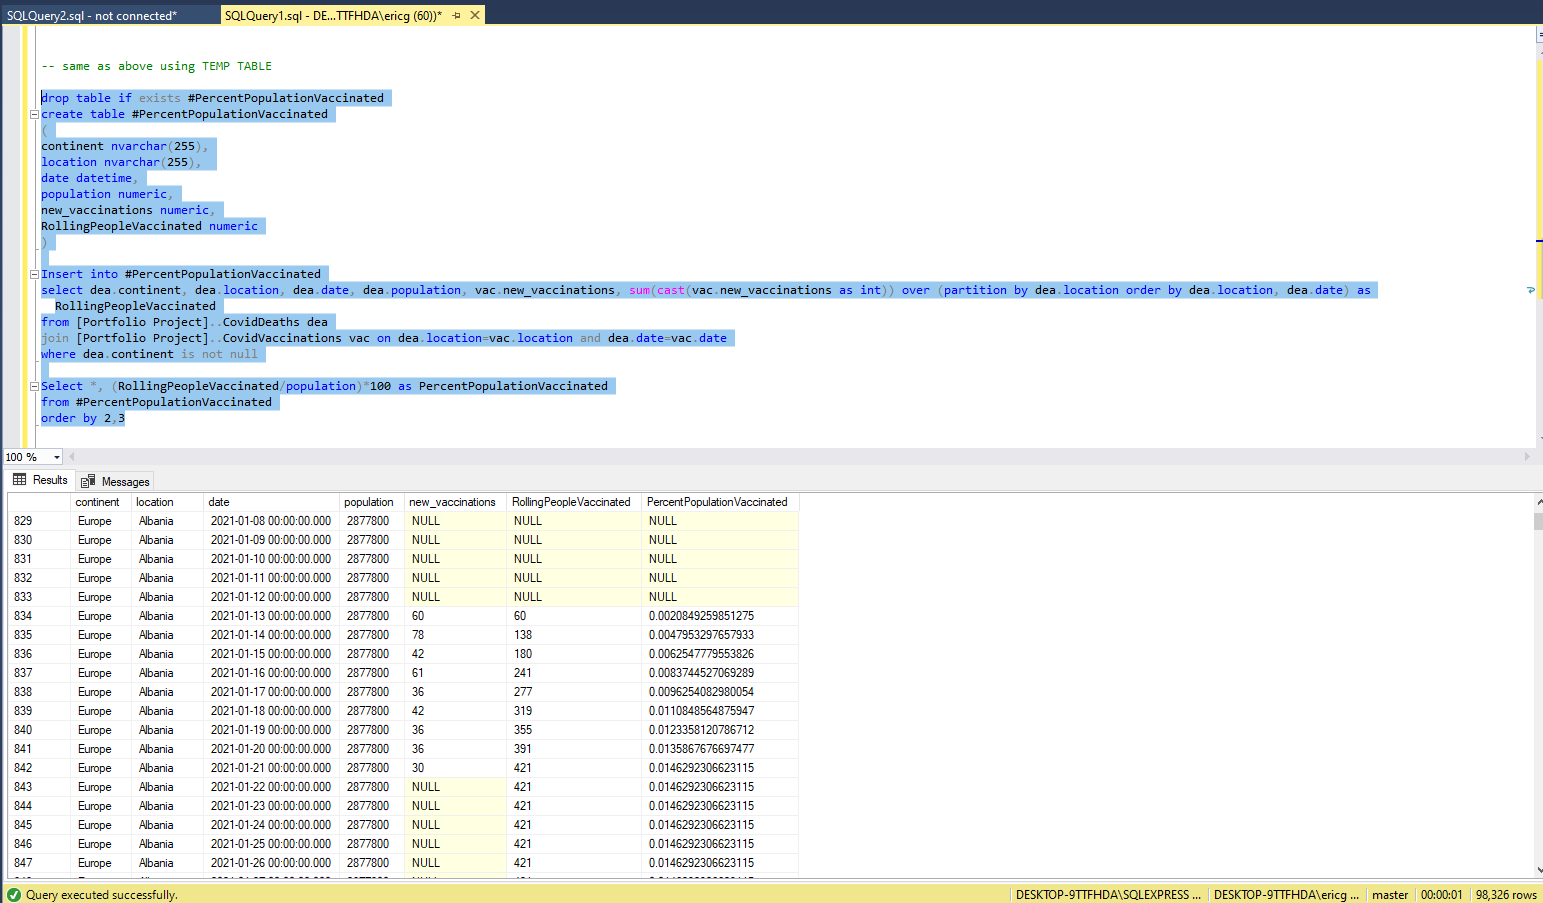 SQLQuery2.sql - not connected*
SQLQuery1.sql - DE...TTFHDA\ericg (60))*
-- same as above using TEMP TABLE
drop table if exists #PercentPopulationVaccinated
create table #PercentPopulationVaccinated
(
continent nvarchar(255),
location nvarchar(255),
date datetime,
population numeric,
new_vaccinations numeric,
RollingPeopleVaccinated numeric
)
Insert into #PercentPopulationVaccinated
select dea.continent, dea.location, dea.date, dea.population, vac.new_vaccinations, sum(cast(vac.new_vaccinations as int)) over (partition by dea.location order by dea.location, dea.date) as
RollingPeopleVaccinated
from [Portfolio Project]..CovidDeaths dea
join [Portfolio Project]..CovidVaccinations vac on dea.location=vac.location and dea.date=vac.date
where dea.continent is not null
Select *, (RollingPeopleVaccinated/population)*100 as PercentPopulationVaccinated
from #PercentPopulationVaccinated
order by 2,3
100 %
Results Messages
continent location date population new_vaccinations RollingPeopleVaccinated PercentPopulationVaccinated
829 Europe Albania 2021-01-08 00:00:00.000 2877800 NULL NULL NULL
830 Europe Albania 2021-01-09 00:00:00.000 2877800 NULL NULL NULL
831 Europe Albania 2021-01-10 00:00:00.000 2877800 NULL NULL NULL
832 Europe Albania 2021-01-11 00:00:00.000 2877800 NULL NULL NULL
833 Europe Albania 2021-01-12 00:00:00.000 2877800 NULL NULL NULL
834 Europe Albania 2021-01-13 00:00:00.000 2877800 60 60 0.0020849259851275
835 Europe Albania 2021-01-14 00:00:00.000 2877800 78 138 0.0047953297657933
836 Europe Albania 2021-01-15 00:00:00.000 2877800 42 180 0.0062547779553826
837 Europe Albania 2021-01-16 00:00:00.000 2877800 61 241 0.0083744527069289
838 Europe Albania 2021-01-17 00:00:00.000 2877800 36 277 0.0096254082980054
839 Europe Albania 2021-01-18 00:00:00.000 2877800 42 319 0.0110848564875947
840 Europe Albania 2021-01-19 00:00:00.000 2877800 36 355 0.0123358120786712
841 Europe Albania 2021-01-20 00:00:00.000 2877800 36 391 0.0135867676697477
842 Europe Albania 2021-01-21 00:00:00.000 2877800 30 421 0.0146292306623115
843 Europe Albania 2021-01-22 00:00:00.000 2877800 NULL 421 0.0146292306623115
844 Europe Albania 2021-01-23 00:00:00.000 2877800 NULL 421 0.0146292306623115
845 Europe Albania 2021-01-24 00:00:00.000 2877800 NULL 421 0.0146292306623115
846 Europe Albania 2021-01-25 00:00:00.000 2877800 NULL 421 0.0146292306623115
847 Europe Albania 2021-01-26 00:00:00.000 2877800 NULL 421 0.0146292306623115
Query executed successfully. DESKTOP-9TTFHDA\SQLEXPRESS ... DESKTOP-9TTFHDA\ericg ... master 00:00:01 98,326 rows